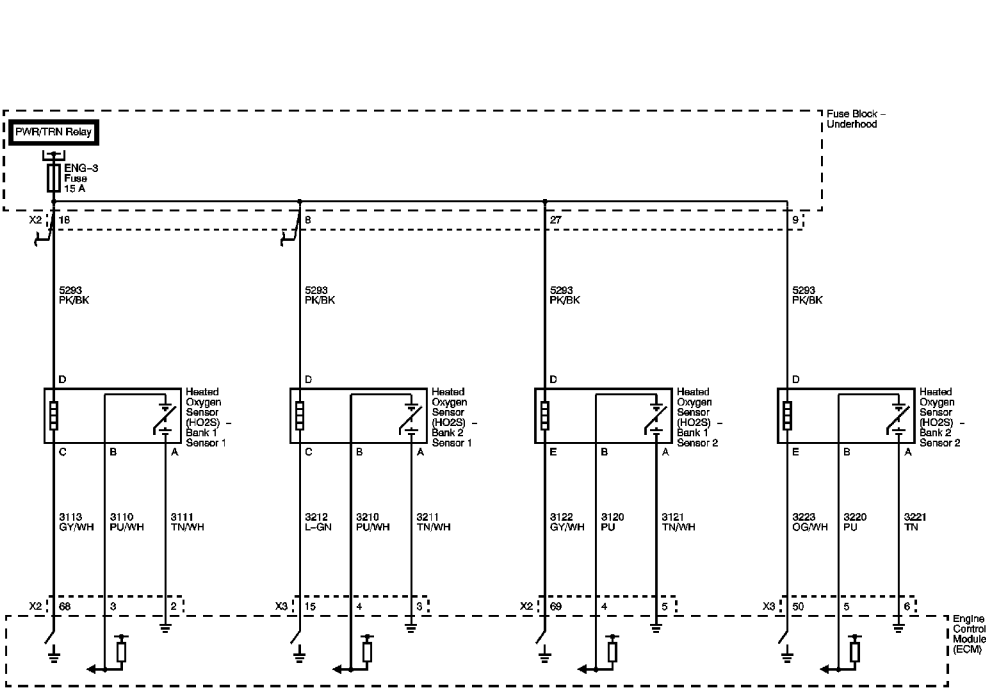 Fuse Block –
Underhood
PWR/TRN Relay
ENG–3
Fuse
15 A
X2 18 8 27 9
5293
PK/BK
5293
PK/BK
5293
PK/BK
5293
PK/BK
D D D D
Heated
Oxygen
Sensor
(HO2S) –
Bank 1
Sensor 1
Heated
Oxygen
Sensor
(HO2S) –
Bank 2
Sensor 1
Heated
Oxygen
Sensor
(HO2S) –
Bank 1
Sensor 2
Heated
Oxygen
Sensor
(HO2S) –
Bank 2
Sensor 2
C B A C B A E B A E B A
3113
GY/WH
3110
PU/WH
3111
TN/WH
3212
L–GN
3210
PU/WH
3211
TN/WH
3122
GY/WH
3120
PU
3121
TN/WH
3223
OG/WH
3220
PU
3221
TN
X2 68 3 2 X3 15 4 3 X2 69 4 5 X3 50 5 6
Engine
Control
Module
(ECM)